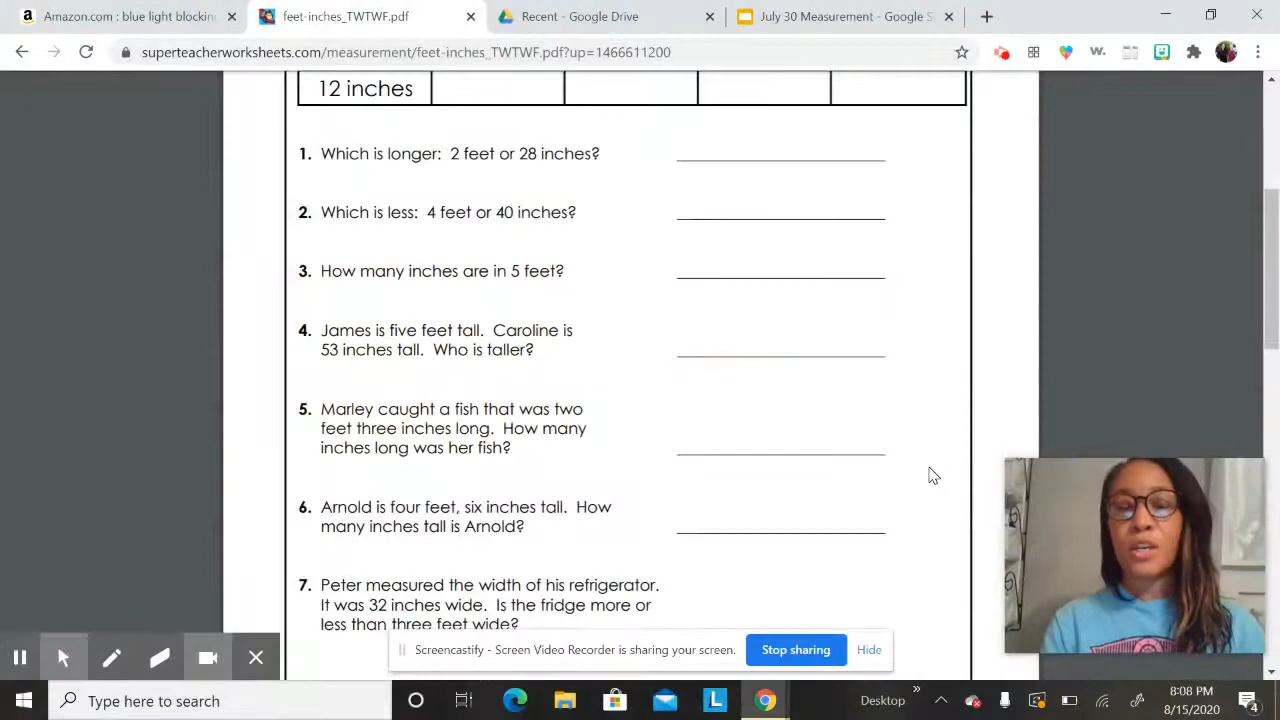 Amazon.com : blue light blockin
feet-inches_TWTWF.pdf
Recent - Google Drive
July 30 Measurement - Google S
superteacherworksheets.com/measurement/feet-inches_TWTWF.pdf?up=1466611200
W.
12 inches
1. Which is longer: 2 feet or 28 inches?
2. Which is less: 4 feet or 40 inches?
3. How many inches are in 5 feet?
4. James is five feet tall. Caroline is
53 inches tall. Who is taller?
5. Marley caught a fish that was two
feet three inches long. How many
inches long was her fish?
6. Arnold is four feet, six inches tall. How
many inches tall is Arnold?
7. Peter measured the width of his refrigerator.
It was 32 inches wide. Is the fridge more or
less than three feet wide?
Screencastify - Screen Video Recorder is sharing your screen.
Stop sharing
Hide
Type here to search
L
Desktop
8:08 PM
8/15/2020
4